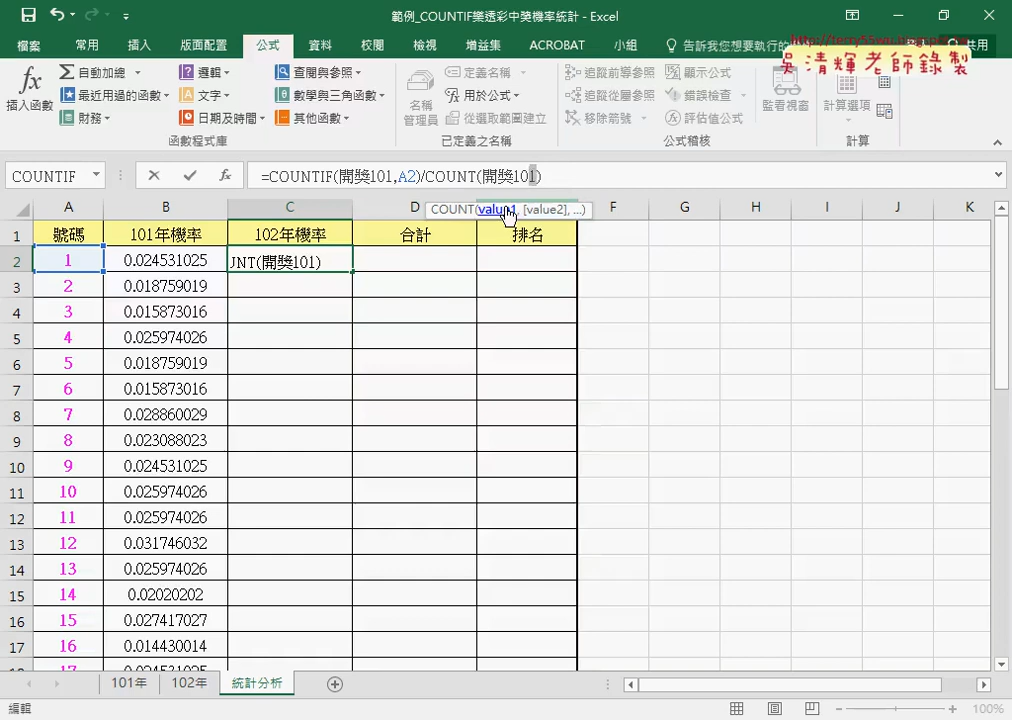 範例_COUNTIF樂透彩中獎機率統計 - Excel
檔案 常用 插入 版面配置 公式 資料 校閱 檢視 增益集 ACROBAT 小組 告訴我您想要執行的 共用
吳清輝老師錄製
插入函數
自動加總
最近用過的函數
財務
邏輯
文字
日期及時間
查閱與參照
數學與三角函數
其他函數
函數程式庫
名稱管理員
定義名稱
用於公式
從選取範圍建立
已定義之名稱
追蹤前導參照
追蹤從屬參照
移除箭號
顯示公式
錯誤檢查
評估值公式
公式稽核
監看視窗
計算選項
計算
COUNTIF fx =COUNTIF(開獎101,A2)/COUNT(開獎101)
COUNT(value1, [value2], ...)
A B C D F G H I J K
1 號碼 101年機率 102年機率 合計 排名
2 1 0.024531025 JNT(開獎101)
3 2 0.018759019
4 3 0.015873016
5 4 0.025974026
6 5 0.018759019
7 6 0.015873016
8 7 0.028860029
9 8 0.023088023
10 9 0.024531025
11 10 0.025974026
12 11 0.025974026
13 12 0.031746032
14 13 0.025974026
15 14 0.02020202
16 15 0.027417027
17 16 0.014430014
17 0.024531025
101年 102年 統計分析
編輯 100%